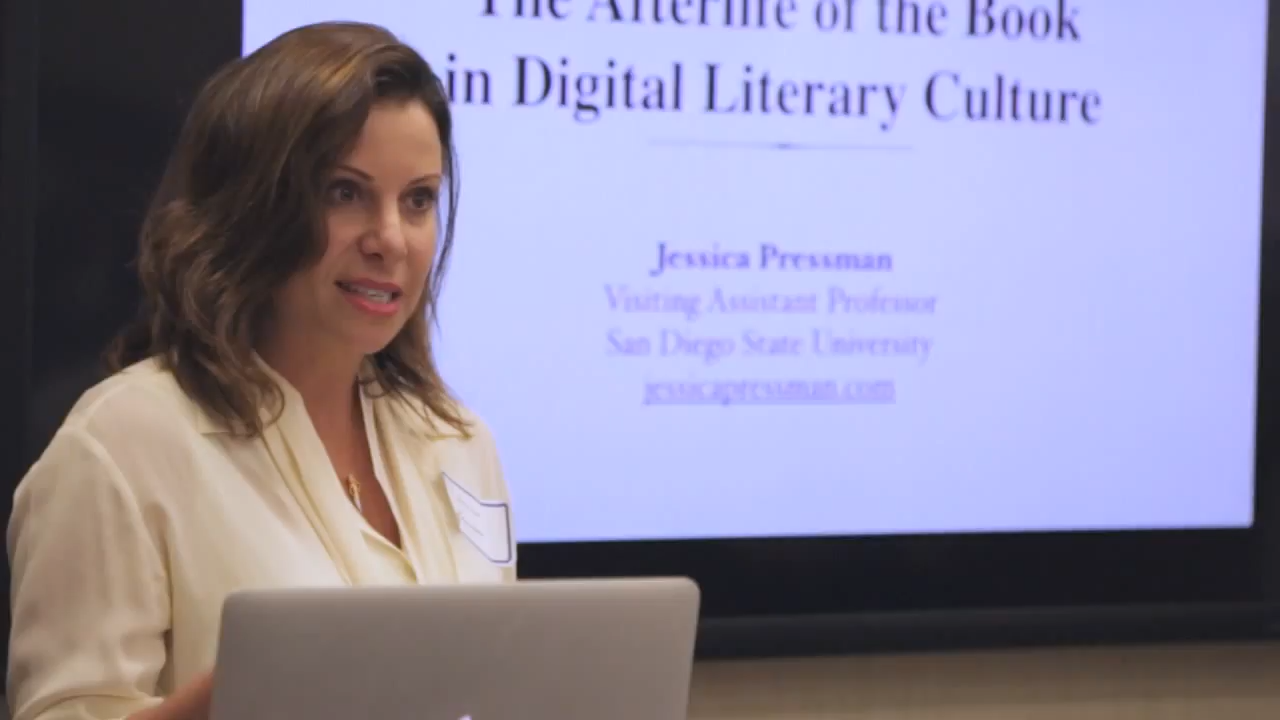 The Afterlife of the Book
in Digital Literary Culture
Jessica Pressman
Visiting Assistant Professor
San Diego State University
jessicapressman.com